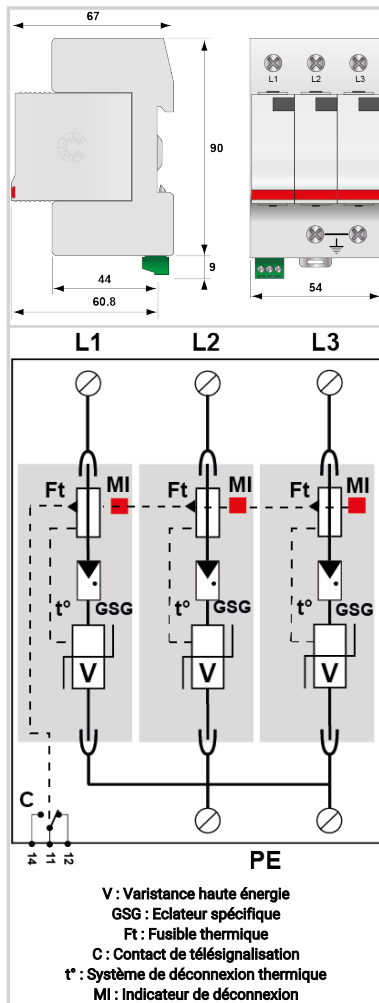 67
L1 L2 L3
90
9
44
60.8
54
L1 L2 L3
Ft MI Ft MI Ft MI
t° GSG t° GSG t° GSG
V V V
C
14 11 12
PE
V : Varistance haute énergie
GSG : Eclateur spécifique
Ft : Fusible thermique
C : Contact de télésignalisation
t° : Système de déconnexion thermique
MI : Indicateur de déconnexion